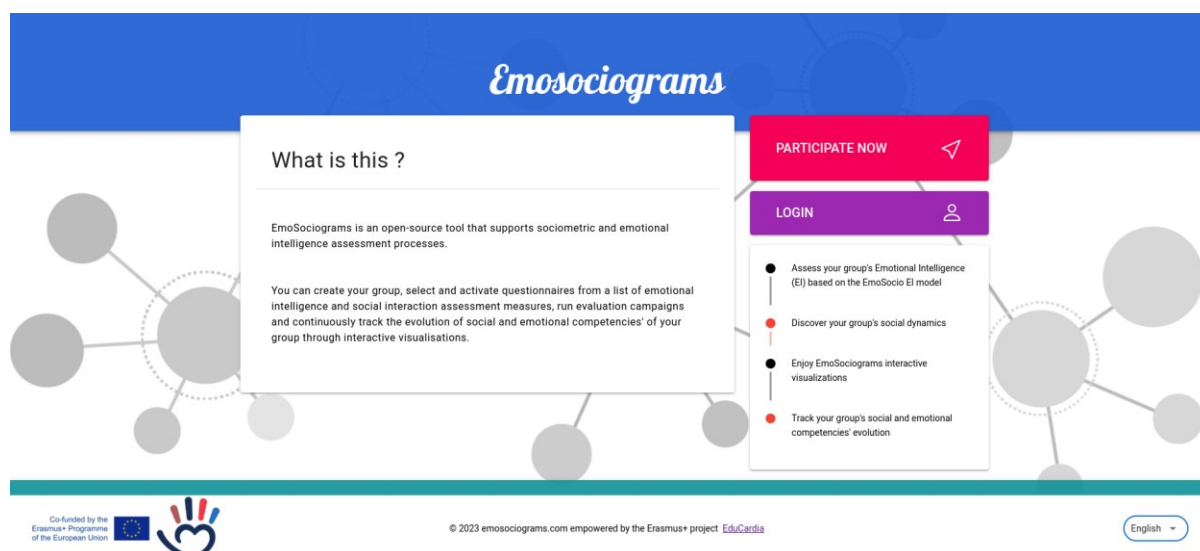 Emosociograms
What is this ?
EmoSociograms is an open-source tool that supports sociometric and emotional
intelligence assessment processes.
You can create your group, select and activate questionnaires from a list of emotional
intelligence and social interaction assessment measures, run evaluation campaigns
and continuously track the evolution of social and emotional competencies' of your
group through interactive visualisations.
PARTICIPATE NOW
LOGIN
Assess your group's Emotional Intelligence
(EI) based on the EmoSocio EI model
Discover your group's social dynamics
Enjoy EmoSociograms interactive
visualizations
Track your group's social and emotional
competencies' evolution
Co-funded by the
Erasmus+ Programme
of the European Union
© 2023 emosociograms.com empowered by the Erasmus+ project EduCardia
English